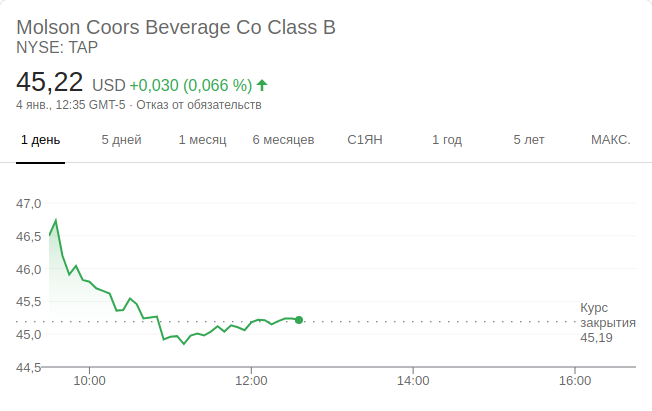 Molson Coors Beverage Co Class B
NYSE: TAP
45,22 USD +0,030 (0,066 %)
4 янв., 12:35 GMT-5 · Отказ от обязательств
1 день 5 дней 1 месяц 6 месяцев С1ЯН 1 год 5 лет МАКС.
47,0
46,5
46,0
45,5
45,0
44,5
Курс
закрытия
45,19
10:00 12:00 14:00 16:00